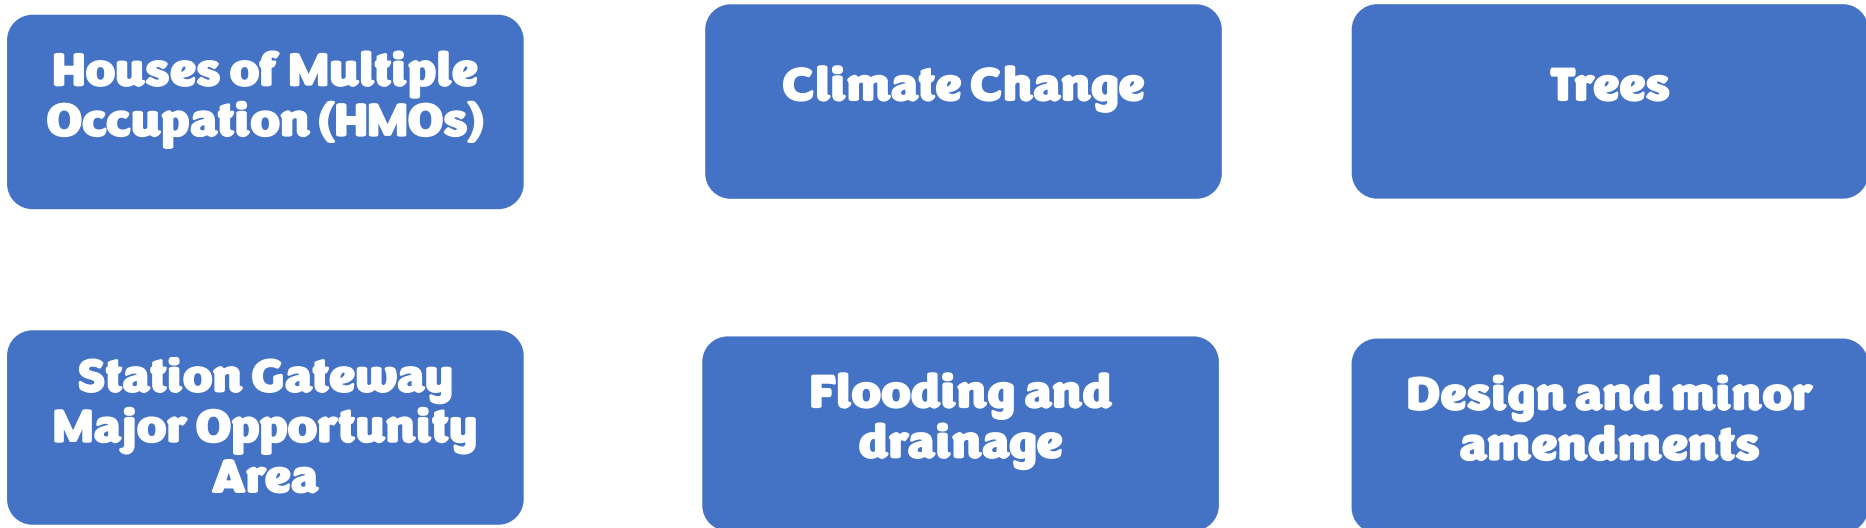 Houses of Multiple
Occupation (HMOs)
Climate Change
Trees
Station Gateway
Major Opportunity
Area
Flooding and
drainage
Design and minor
amendments